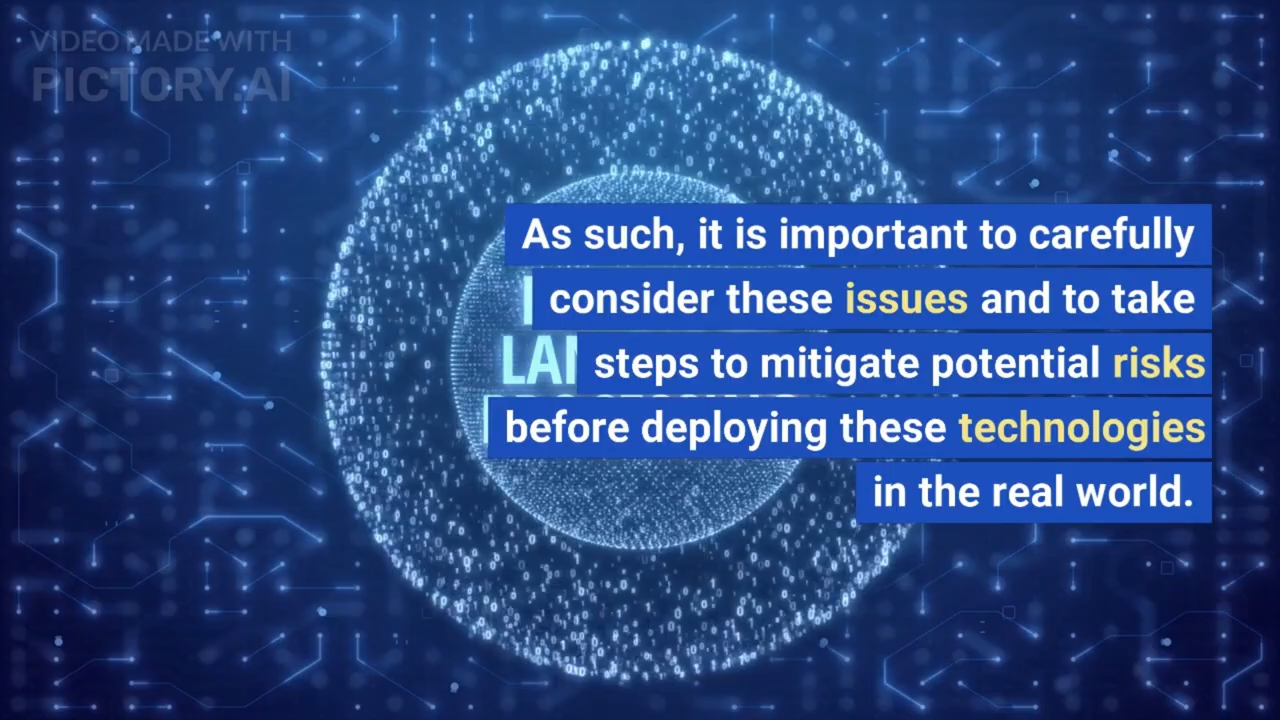 VIDEO MADE WITH
PICTORY.AI
As such, it is important to carefully
consider these issues and to take
steps to mitigate potential risks
before deploying these technologies
in the real world.